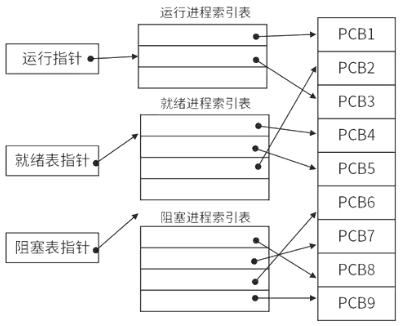 运行进程索引表
运行指针
就绪进程索引表
就绪表指针
阻塞进程索引表
阻塞表指针
PCB1
PCB2
PCB3
PCB4
PCB5
PCB6
PCB7
PCB8
PCB9